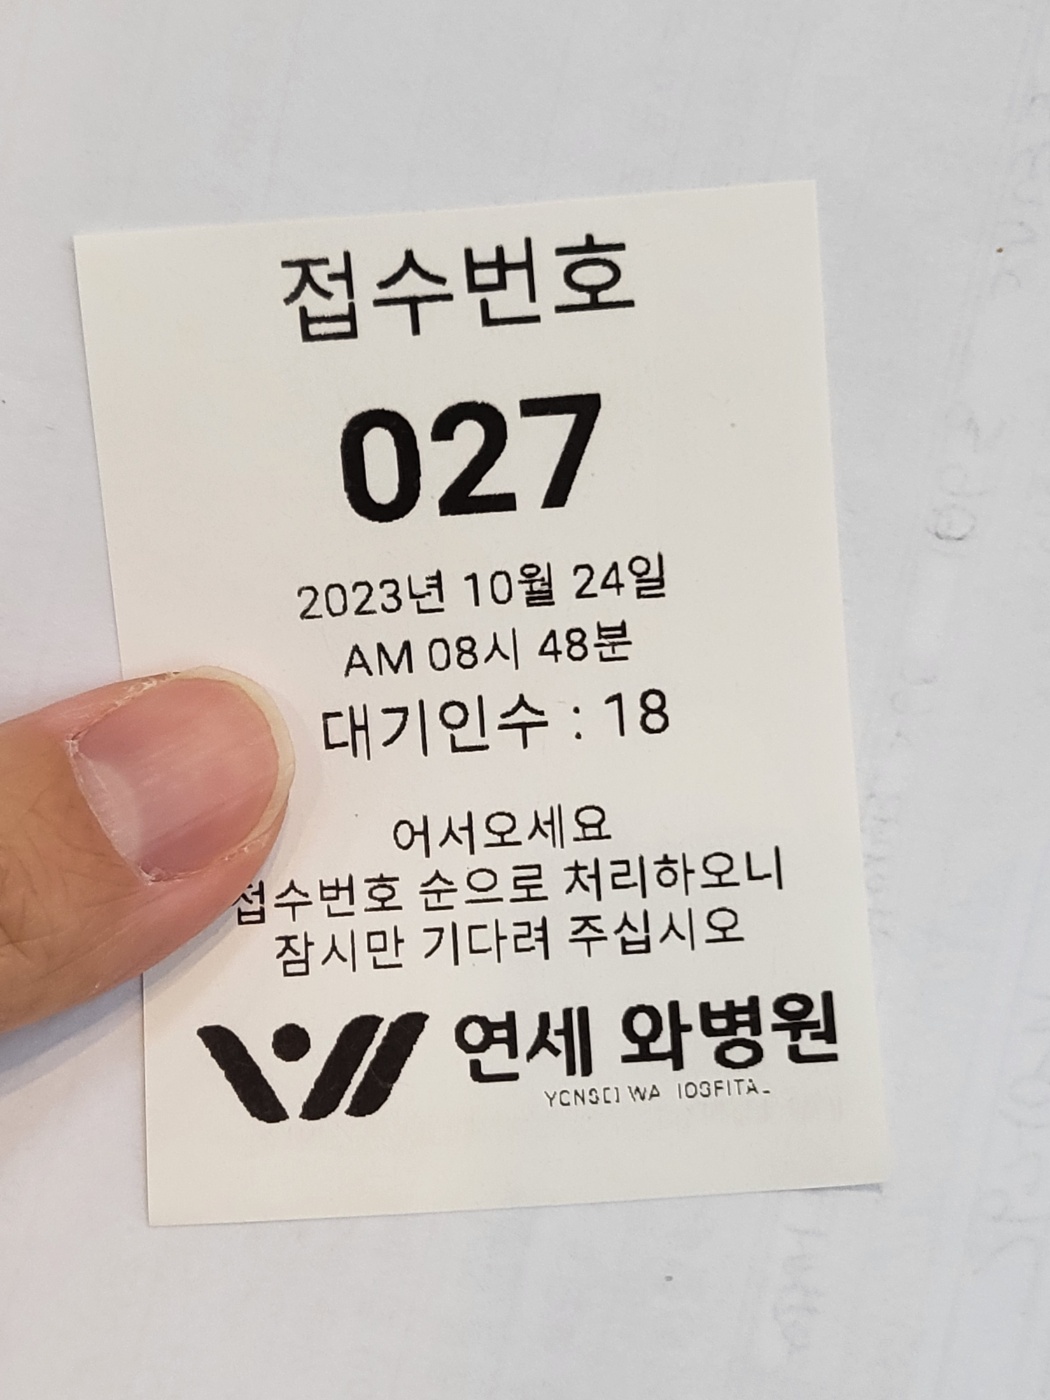 접수번호
027
2023년 10월 24일
AM 08시 48분
대기인수 : 18
어서오세요
접수번호 순으로 처리하오니
잠시만 기다려 주십시오
연세 와병원
YONSEI WA HOSPITAL